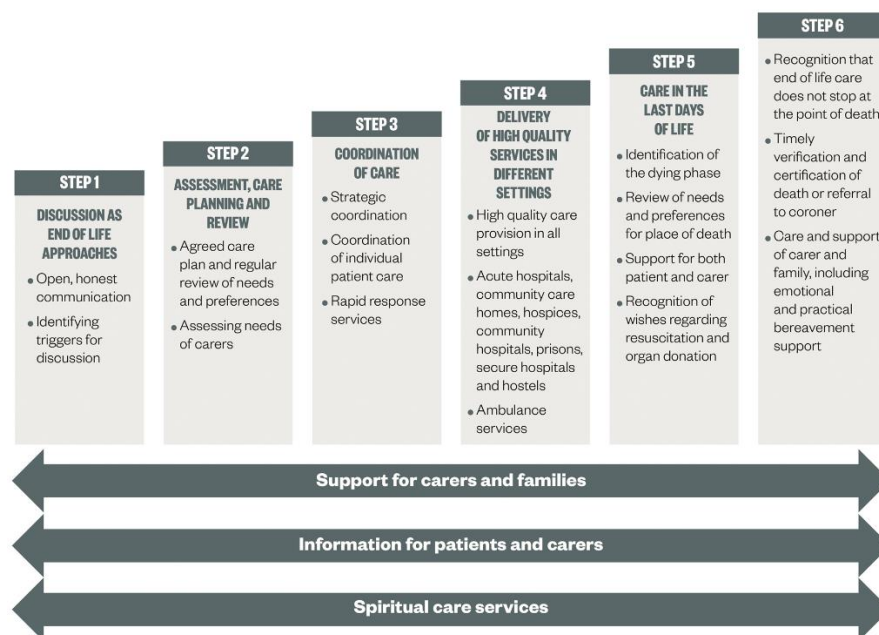 STEP 1
DISCUSSION AS
END OF LIFE
APPROACHES
• Open, honest
communication
• Identifying
triggers for
discussion
STEP 2
ASSESSMENT, CARE
PLANNING AND
REVIEW
• Agreed care
plan and regular
review of needs
and preferences
• Assessing needs
of carers
STEP 3
COORDINATION
OF CARE
• Strategic
coordination
• Coordination
of individual
patient care
• Rapid response
services
STEP 4
DELIVERY
OF HIGH QUALITY
SERVICES IN
DIFFERENT
SETTINGS
• High quality care
provision in all
settings
• Acute hospitals,
community care
homes, hospices,
community
hospitals, prisons,
secure hospitals
and hostels
• Ambulance
services
STEP 5
CARE IN THE
LAST DAYS
OF LIFE
• Identification of
the dying phase
• Review of needs
and preferences
for place of death
• Support for both
patient and carer
• Recognition of
wishes regarding
resuscitation and
organ donation
STEP 6
• Recognition that
end of life care
does not stop at
the point of death
• Timely
verification and
certification of
death or referral
to coroner
• Care and support
of carer and
family, including
emotional
and practical
bereavement
support
Support for carers and families
Information for patients and carers
Spiritual care services